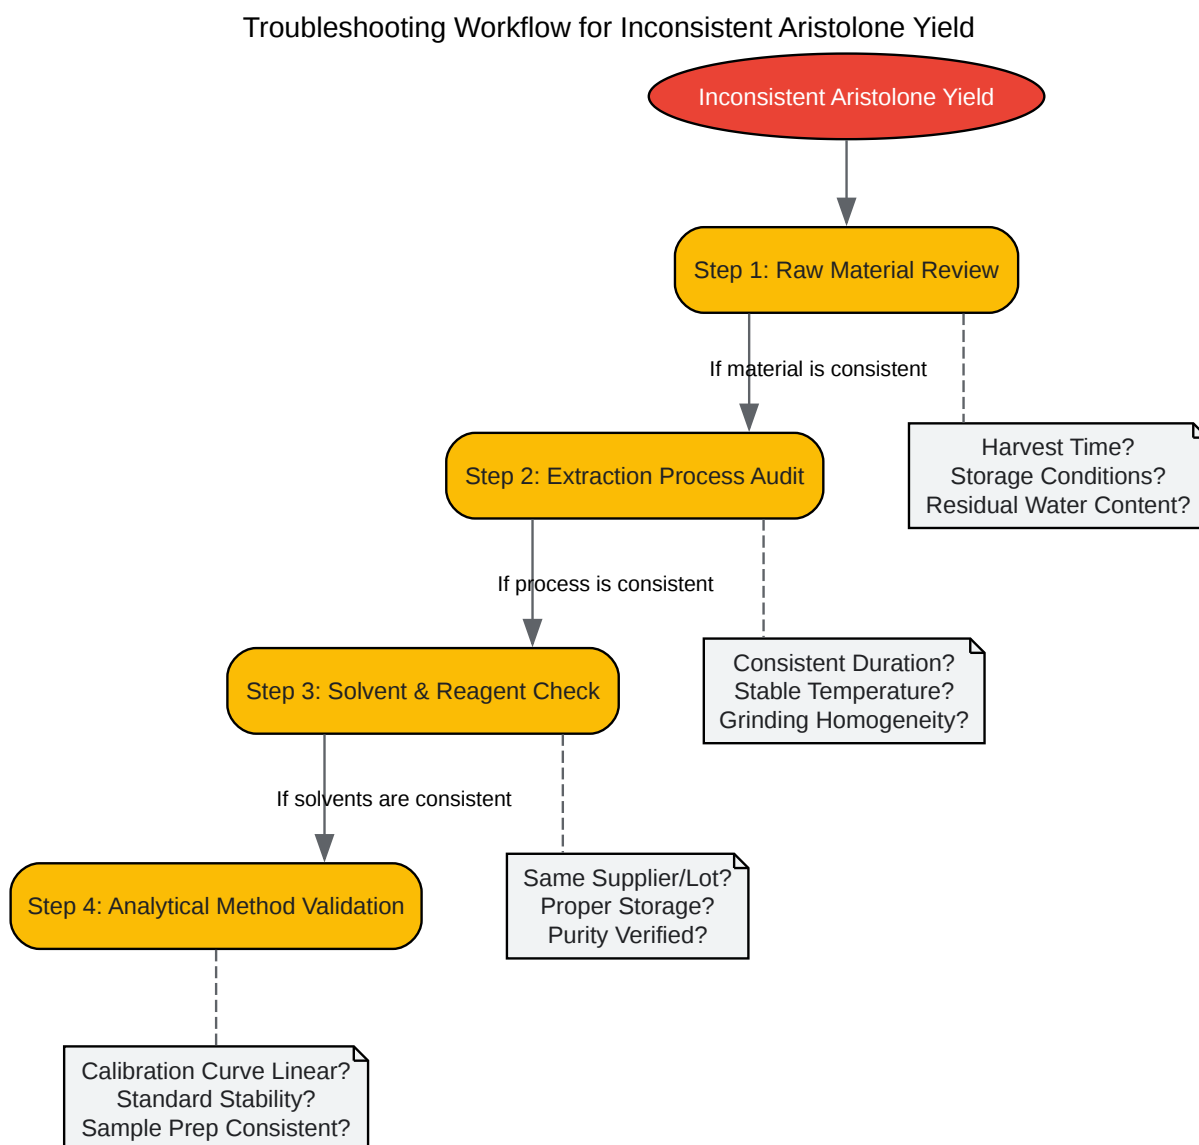 Troubleshooting Workflow for Inconsistent Aristolone Yield
Inconsistent Aristolone Yield
Step 1: Raw Material Review
If material is consistent
Harvest Time?
Storage Conditions?
Residual Water Content?
Step 2: Extraction Process Audit
If process is consistent
Consistent Duration?
Stable Temperature?
Grinding Homogeneity?
Step 3: Solvent & Reagent Check
If solvents are consistent
Same Supplier/Lot?
Proper Storage?
Purity Verified?
Step 4: Analytical Method Validation
Calibration Curve Linear?
Standard Stability?
Sample Prep Consistent?